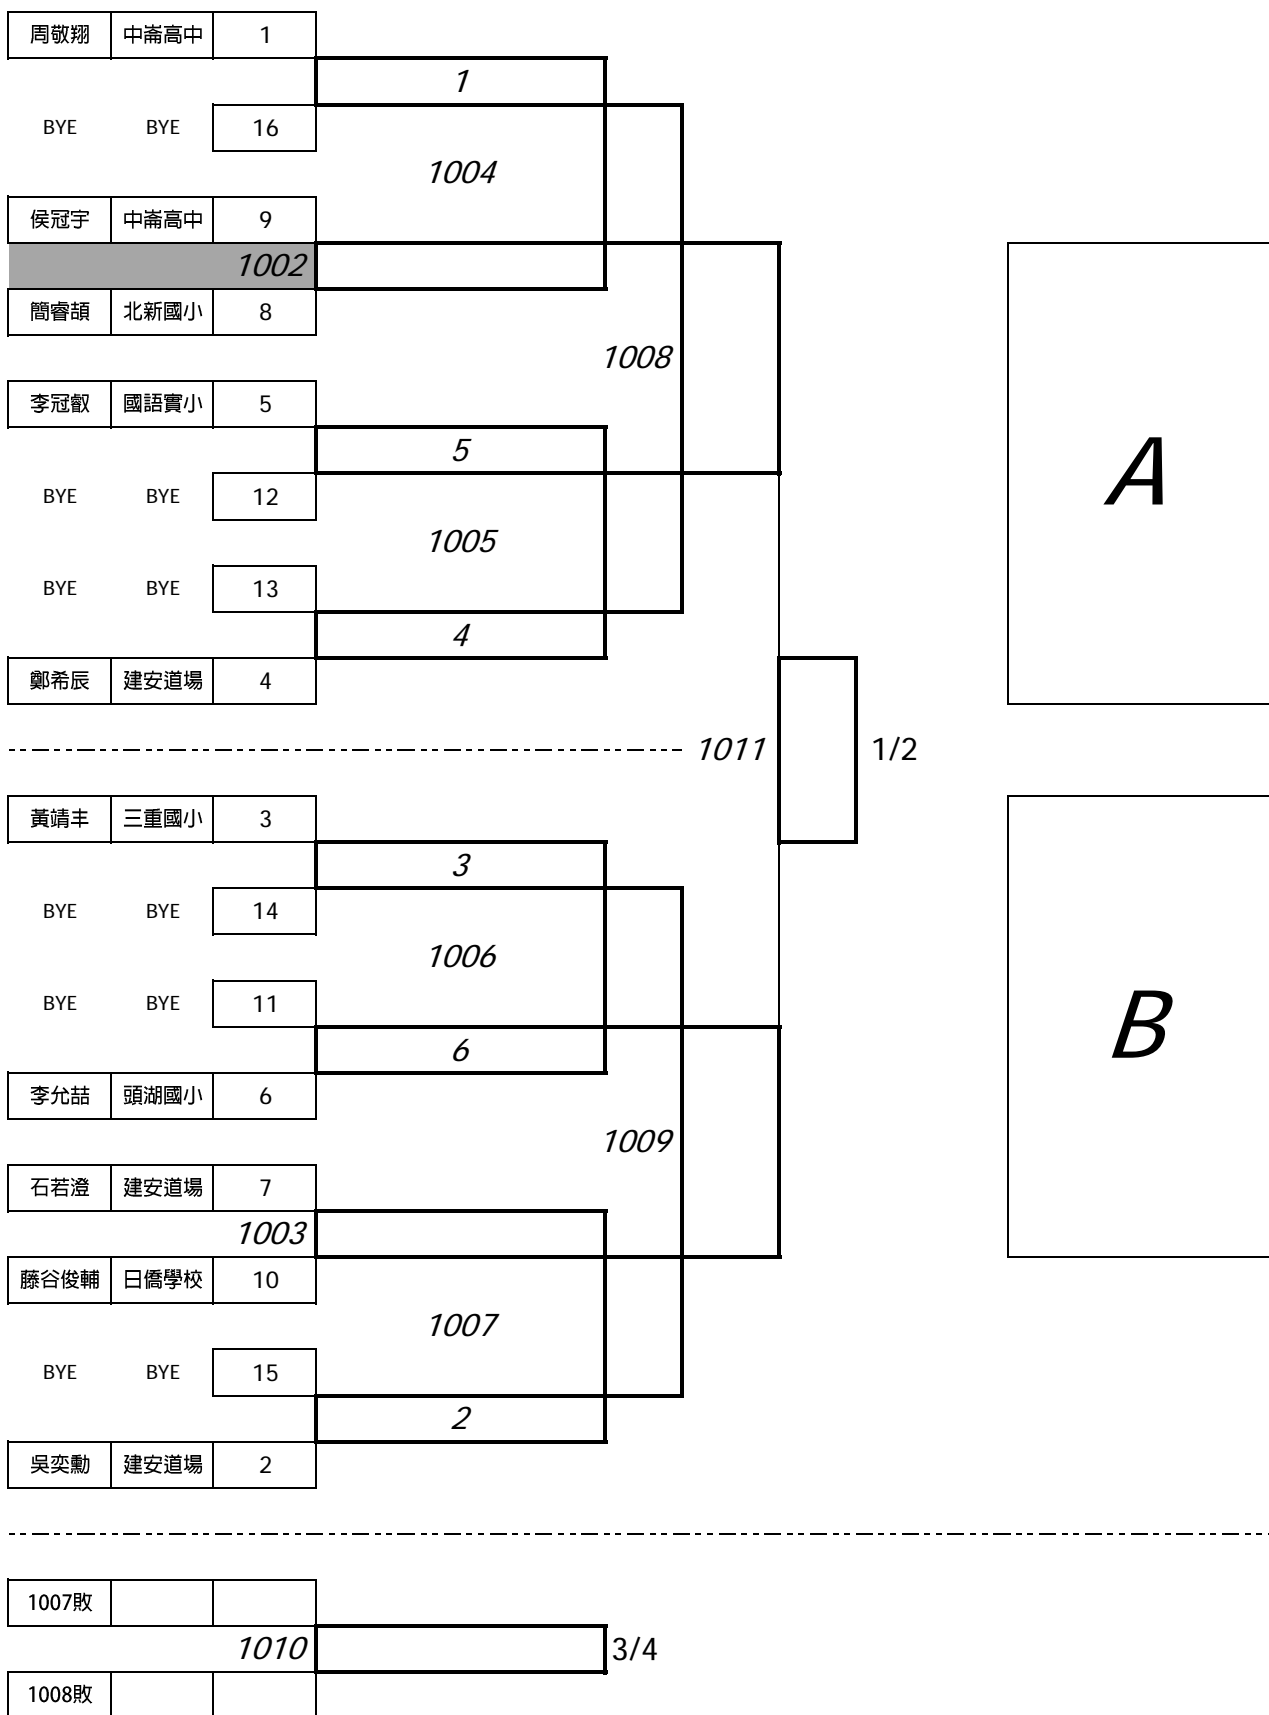 周敬翔 中崙高中 1
1
BYE BYE 16
1004
侯冠宇 中崙高中 9
1002
簡睿頡 北新國小 8
1008
李冠叡 國語實小 5
5
A
BYE BYE 12
1005
BYE BYE 13
4
鄭希辰 建安道場 4
1011 1/2
黃靖丰 三重國小 3
3
BYE BYE 14
1006
BYE BYE 11
B
6
李允喆 頭湖國小 6
1009
石若澄 建安道場 7
1003
藤谷俊輔 日僑學校 10
1007
BYE BYE 15
2
吳奕勳 建安道場 2
1007敗
1010 3/4
1008敗